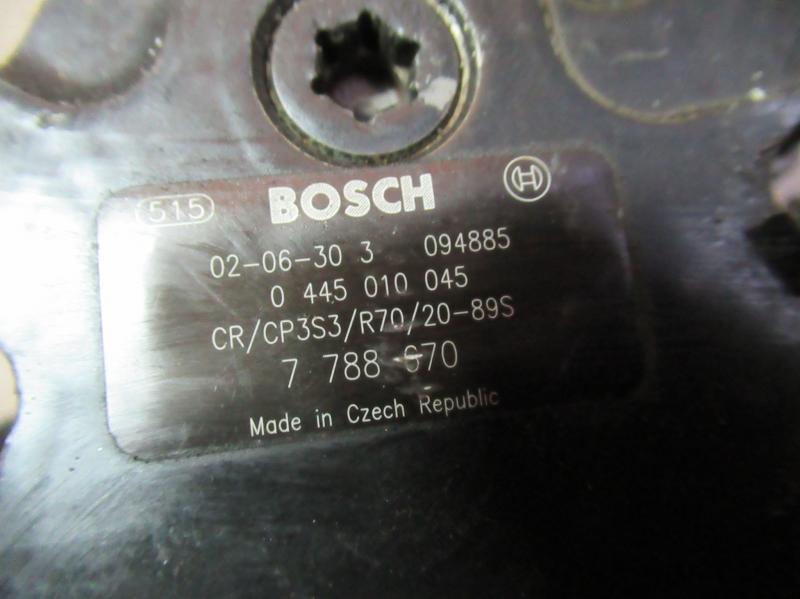 515 BOSCH
02-06-30 3 094885
0 445 010 045
CR/CP3S3/R70/20-89S
7 788 670
Made in Czech Republic